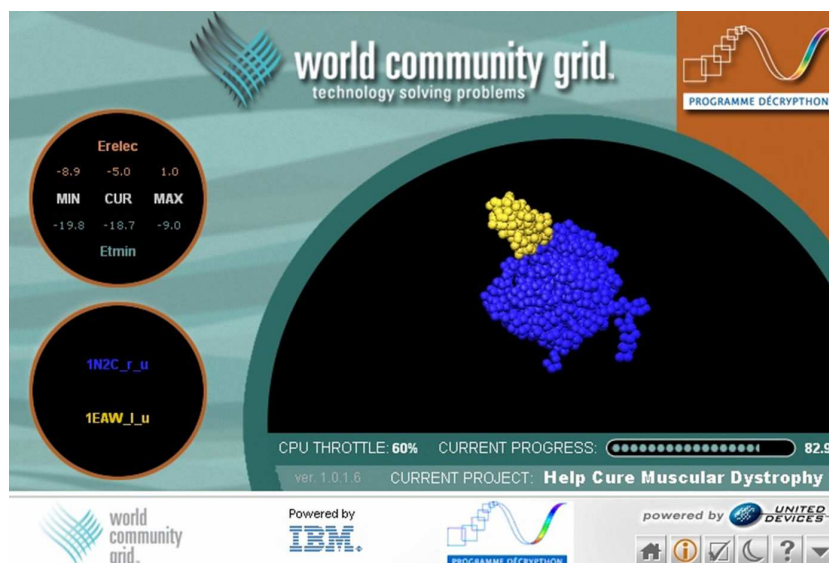 world community grid.
technology solving problems
PROGRAMME DÉCRYPTHON
Erelec
-8.9 -5.0 1.0
MIN CUR MAX
-19.8 -18.7 -9.0
Etmin
1N2C_r_u
1EAW_l_u
CPU THROTTLE: 60% CURRENT PROGRESS: 82.9
ver. 1.0.1.6 CURRENT PROJECT: Help Cure Muscular Dystrophy
world
community
grid.
Powered by
IBM.
PROGRAMME DÉCRYPTHON
powered by UNITED
DEVICES
?